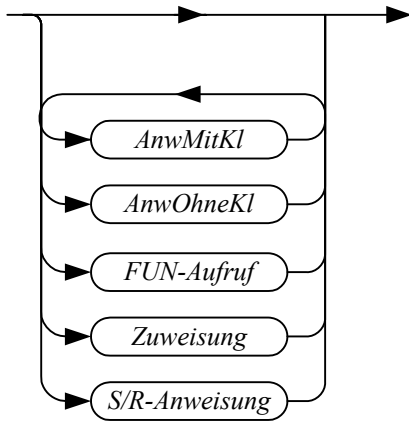 AnwMitKl
AnwOhneKl
FUN-Aufruf
Zuweisung
S/R-Anweisung